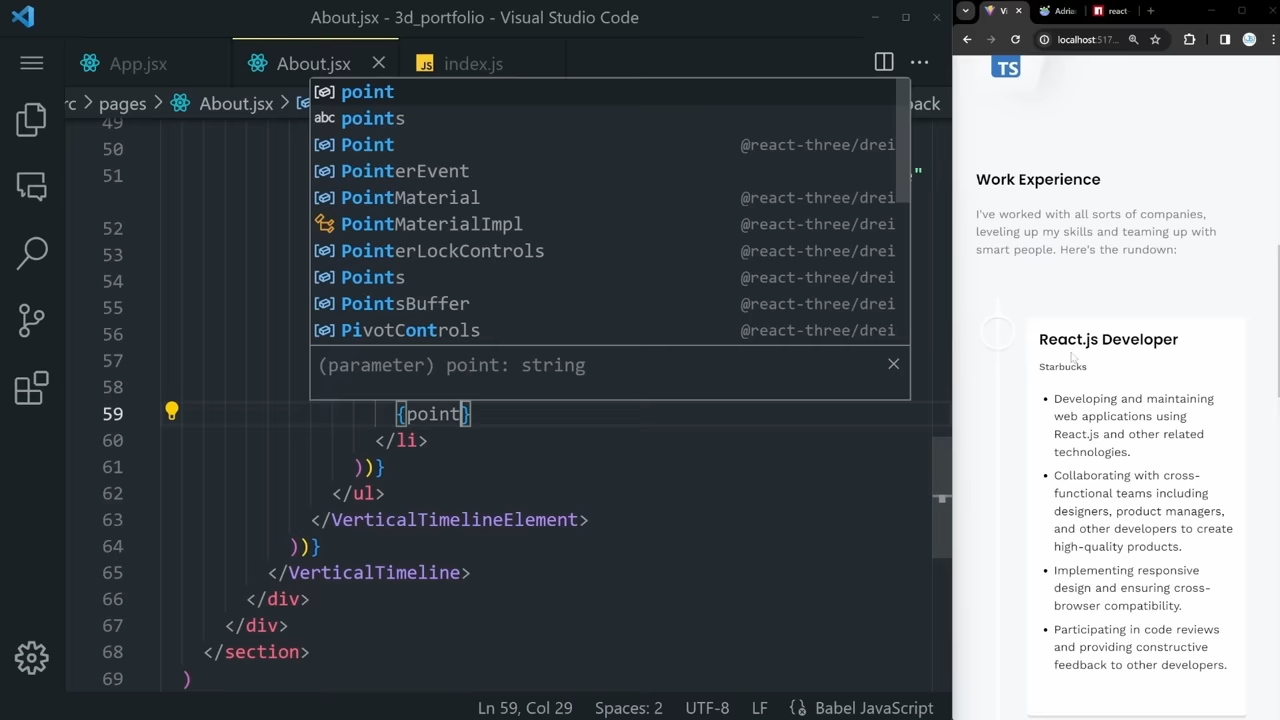 About.jsx - 3d_portfolio - Visual Studio Code
App.jsx
About.jsx
JS index.js
rc > pages > About.jsx >
ack
point
points
Point @react-three/drei
PointerEvent
PointMaterial @react-three/drei
PointMaterialImpl @react-three/drei
PointerLockControls @react-three/drei
Points @react-three/drei
PointsBuffer @react-three/drei
PivotControls @react-three/drei
(parameter) point: string
"
49
50
51
52
53
54
55
56
57
58
59 {point}
60 </li>
61 ))}
62 </ul>
63 </VerticalTimelineElement>
64 ))}
65 </VerticalTimeline>
66 </div>
67 </div>
68 </section>
69 )
Ln 59, Col 29 Spaces: 2 UTF-8 LF Babel JavaScript
Adria
react-
localhost:517...
TS
Work Experience
I've worked with all sorts of companies,
leveling up my skills and teaming up with
smart people. Here's the rundown:
React.js Developer
Starbucks
• Developing and maintaining
web applications using
React.js and other related
technologies.
• Collaborating with cross-
functional teams including
designers, product managers,
and other developers to create
high-quality products.
• Implementing responsive
design and ensuring cross-
browser compatibility.
• Participating in code reviews
and providing constructive
feedback to other developers.